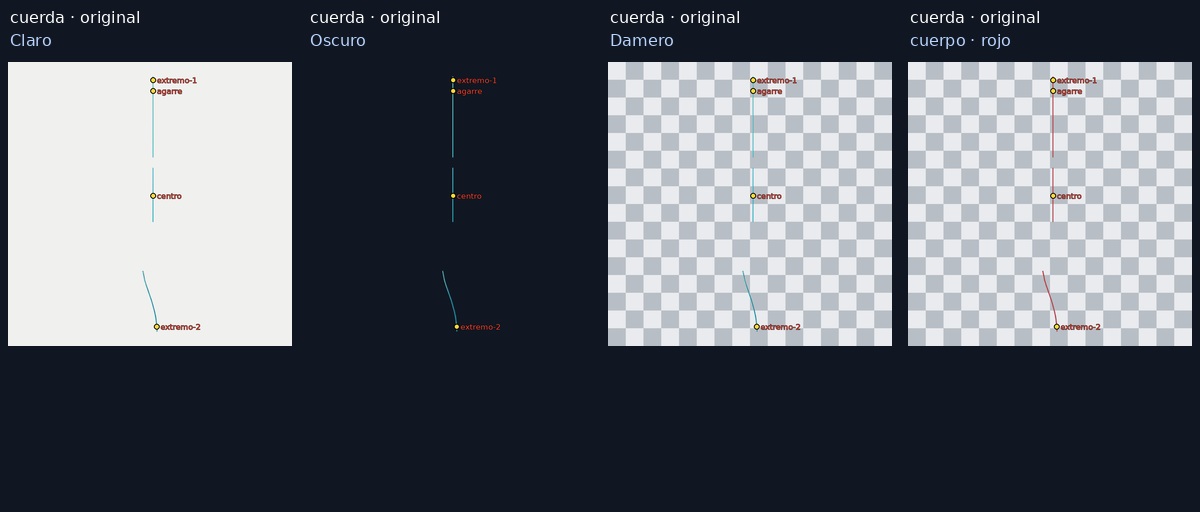 cuerda · original
Claro
extremo-1
agarre
centro
extremo-2
cuerda · original
Oscuro
extremo-1
agarre
centro
extremo-2
cuerda · original
Damero
extremo-1
agarre
centro
extremo-2
cuerda · original
cuerpo · rojo
extremo-1
agarre
centro
extremo-2